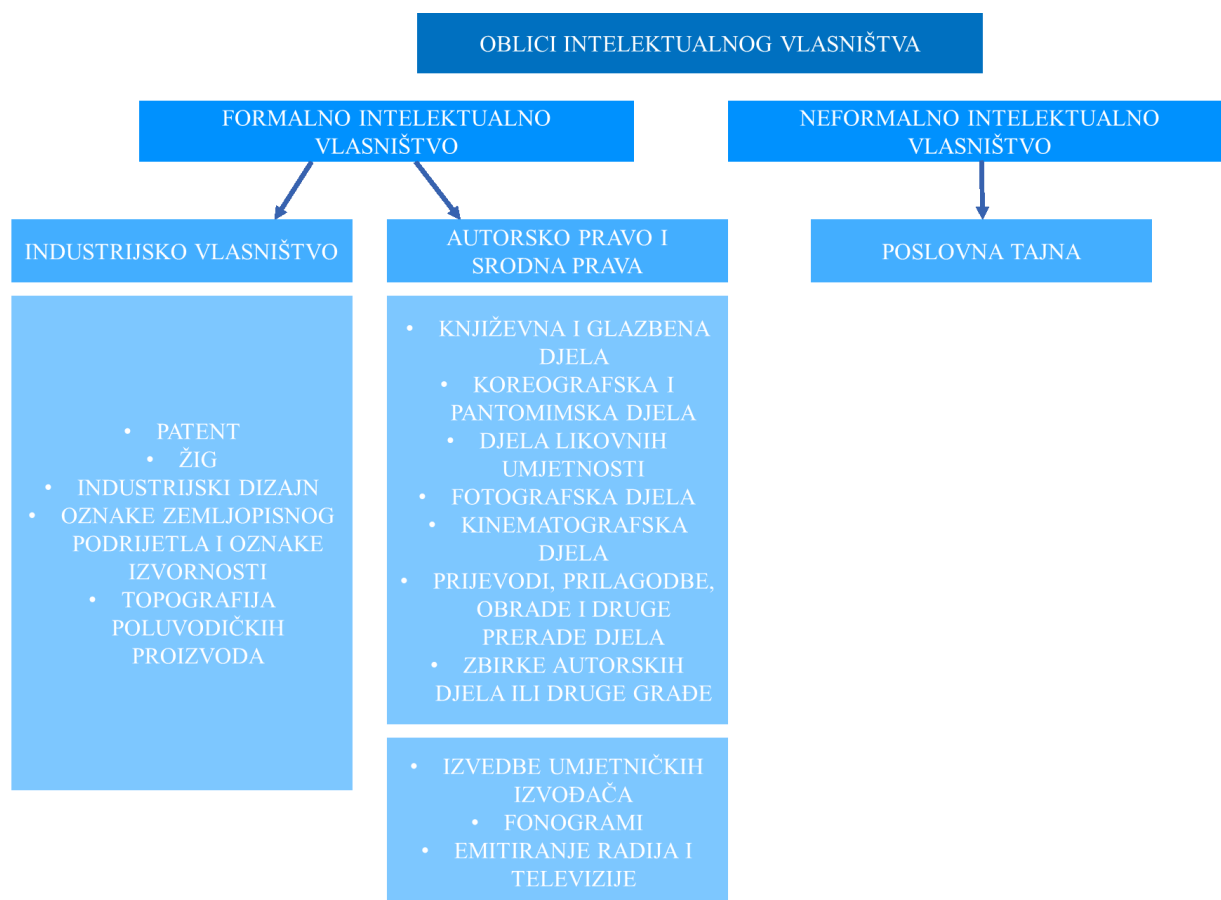 OBLICI INTELEKTUALNOG VLASNIŠTVA
FORMALNO INTELEKTUALNO
VLASNIŠTVO
NEFORMALNO INTELEKTUALNO
VLASNIŠTVO
INDUSTRIJSKO VLASNIŠTVO
AUTORSKO PRAVO I
SRODNA PRAVA
POSLOVNA TAJNA
• PATENT
• ŽIG
• INDUSTRIJSKI DIZAJN
• OZNAKE ZEMLJOPISNOG
PODRIJETLA I OZNAKE
IZVORNOSTI
• TOPOGRAFIJA
POLUVODIČKIH
PROIZVODA
• KNJIŽEVNA I GLAZBENA
DJELA
• KOREOGRAFSKA I
PANTOMIMSKA DJELA
• DJELA LIKOVNIH
UMJETNOSTI
• FOTOGRAFSKA DJELA
• KINEMATOGRAFSKA
DJELA
• PRIJEVODI, PRILAGODBE,
OBRADE I DRUGE
PRERADE DJELA
• ZBIRKE AUTORSKIH
DJELA ILI DRUGE GRAĐE
• IZVEDBE UMJETNIČKIH
IZVOĐAČA
• FONOGRAMI
• EMITIRANJE RADIJA I
TELEVIZIJE